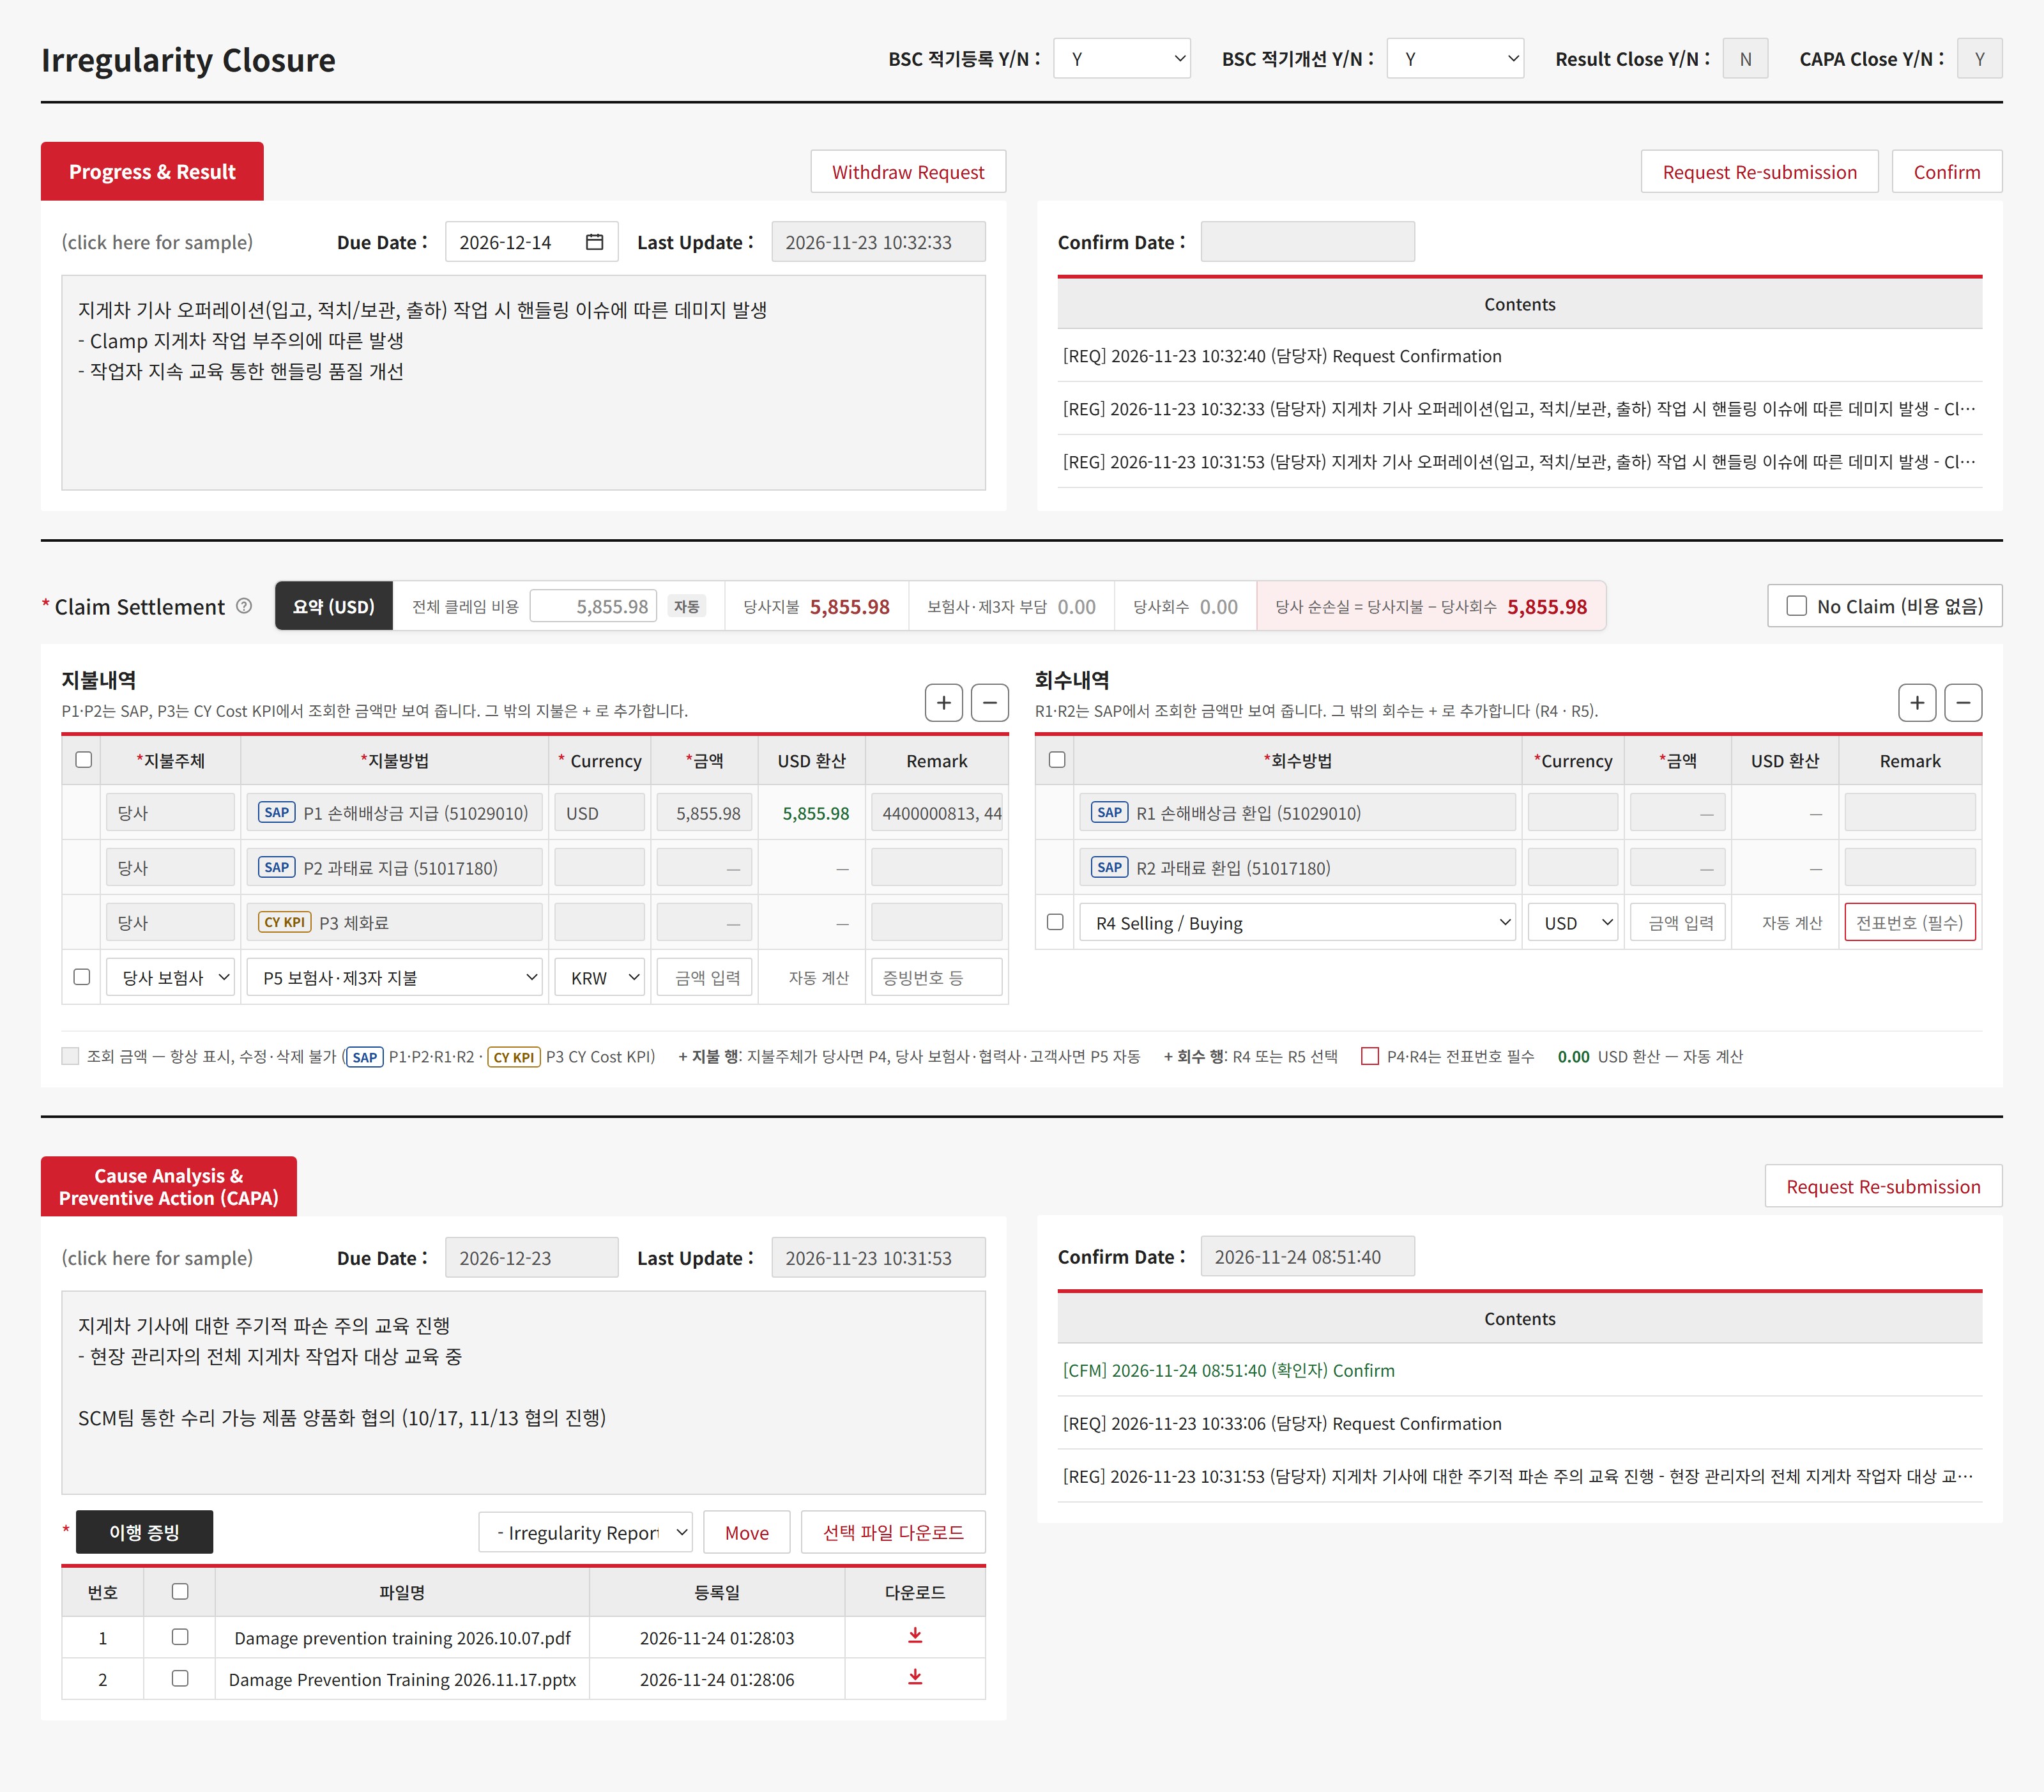 Irregularity Closure
BSC 적기등록 Y/N : Y
BSC 적기개선 Y/N : Y
Result Close Y/N : N
CAPA Close Y/N : Y
Progress & Result
Withdraw Request
Request Re-submission
Confirm
(click here for sample)
Due Date : 2026-12-14
Last Update : 2026-11-23 10:32:33
지게차 기사 오퍼레이션(입고, 적치/보관, 출하) 작업 시 핸들링 이슈에 따른 데미지 발생
- Clamp 지게차 작업 부주의에 따른 발생
- 작업자 지속 교육 통한 핸들링 품질 개선
Confirm Date :
Contents
[REQ] 2026-11-23 10:32:40 (담당자) Request Confirmation
[REG] 2026-11-23 10:32:33 (담당자) 지게차 기사 오퍼레이션(입고, 적치/보관, 출하) 작업 시 핸들링 이슈에 따른 데미지 발생 - Cl…
[REG] 2026-11-23 10:31:53 (담당자) 지게차 기사 오퍼레이션(입고, 적치/보관, 출하) 작업 시 핸들링 이슈에 따른 데미지 발생 - Cl…
* Claim Settlement ?
요약 (USD)
전체 클레임 비용 5,855.98 자동
당사지불 5,855.98
보험사·제3자 부담 0.00
당사회수 0.00
당사 순손실 = 당사지불 − 당사회수 5,855.98
No Claim (비용 없음)
지불내역
P1·P2는 SAP, P3는 CY Cost KPI에서 조회한 금액만 보여 줍니다. 그 밖의 지불은 + 로 추가합니다.
+ −
*지불주체 *지불방법 * Currency *금액 USD 환산 Remark
당사 SAP P1 손해배상금 지급 (51029010) USD 5,855.98 5,855.98 4400000813, 44
당사 SAP P2 과태료 지급 (51017180) — —
당사 CY KPI P3 체화료 — —
당사 보험사 P5 보험사·제3자 지불 KRW 금액 입력 자동 계산 증빙번호 등
회수내역
R1·R2는 SAP에서 조회한 금액만 보여 줍니다. 그 밖의 회수는 + 로 추가합니다 (R4 · R5).
+ −
*회수방법 *Currency *금액 USD 환산 Remark
SAP R1 손해배상금 환입 (51029010) — —
SAP R2 과태료 환입 (51017180) — —
R4 Selling / Buying USD 금액 입력 자동 계산 전표번호 (필수)
조회 금액 — 항상 표시, 수정·삭제 불가 (SAP P1·P2·R1·R2 · CY KPI P3 CY Cost KPI) + 지불 행: 지불주체가 당사면 P4, 당사 보험사·협력사·고객사면 P5 자동 + 회수 행: R4 또는 R5 선택 P4·R4는 전표번호 필수 0.00 USD 환산 — 자동 계산
Cause Analysis &
Preventive Action (CAPA)
Request Re-submission
(click here for sample)
Due Date : 2026-12-23
Last Update : 2026-11-23 10:31:53
지게차 기사에 대한 주기적 파손 주의 교육 진행
- 현장 관리자의 전체 지게차 작업자 대상 교육 중
SCM팀 통한 수리 가능 제품 양품화 협의 (10/17, 11/13 협의 진행)
Confirm Date : 2026-11-24 08:51:40
Contents
[CFM] 2026-11-24 08:51:40 (확인자) Confirm
[REQ] 2026-11-23 10:33:06 (담당자) Request Confirmation
[REG] 2026-11-23 10:31:53 (담당자) 지게차 기사에 대한 주기적 파손 주의 교육 진행 - 현장 관리자의 전체 지게차 작업자 대상 교…
* 이행 증빙
- Irregularity Report
Move
선택 파일 다운로드
번호 파일명 등록일 다운로드
1 Damage prevention training 2026.10.07.pdf 2026-11-24 01:28:03
2 Damage Prevention Training 2026.11.17.pptx 2026-11-24 01:28:06